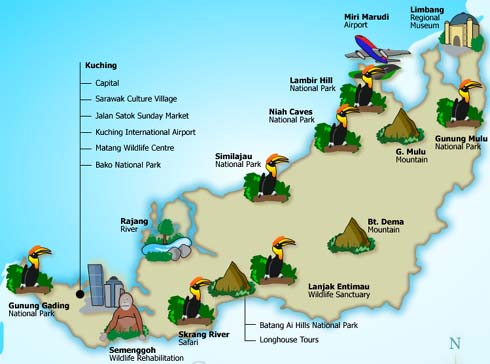 Miri Marudi
Airport
Limbang
Regional
Museum
Kuching
Capital
Sarawak Culture Village
Jalan Satok Sunday Market
Kuching International Airport
Matang Wildlife Centre
Bako National Park
Lambir Hill
National Park
Niah Caves
National Park
G. Mulu
Mountain
Gunung Mulu
National Park
Similajau
National Park
Rajang
River
Bt. Dema
Mountain
Gunung Gading
National Park
Lanjak Entimau
Wildlife Sanctuary
Batang Ai Hills National Park
Longhouse Tours
Skrang River
Safari
Semenggoh
Wildlife Rehabilitation
N